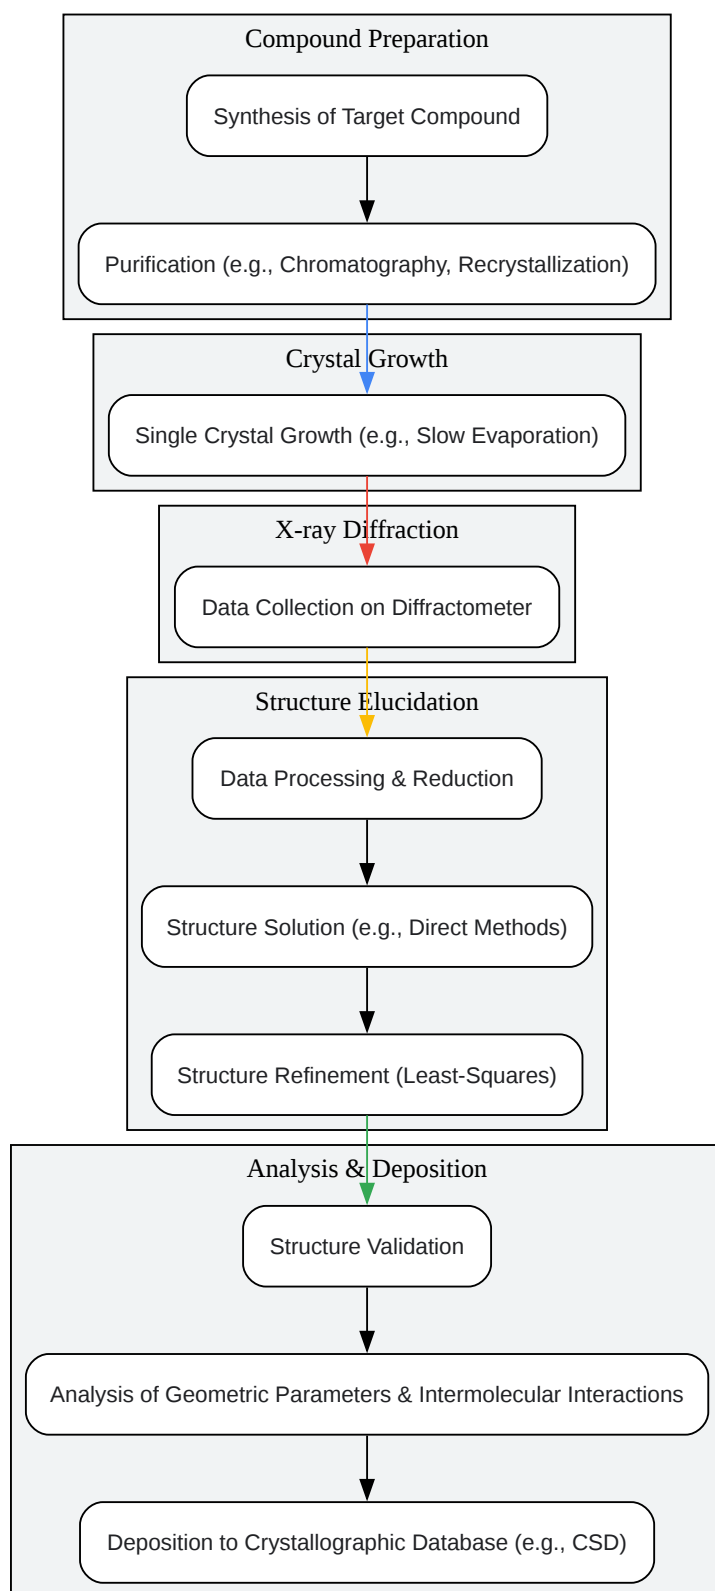 Compound Preparation
Synthesis of Target Compound
Purification (e.g., Chromatography, Recrystallization)
Crystal Growth
Single Crystal Growth (e.g., Slow Evaporation)
X-ray Diffraction
Data Collection on Diffractometer
Structure Elucidation
Data Processing & Reduction
Structure Solution (e.g., Direct Methods)
Structure Refinement (Least-Squares)
Analysis & Deposition
Structure Validation
Analysis of Geometric Parameters & Intermolecular Interactions
Deposition to Crystallographic Database (e.g., CSD)